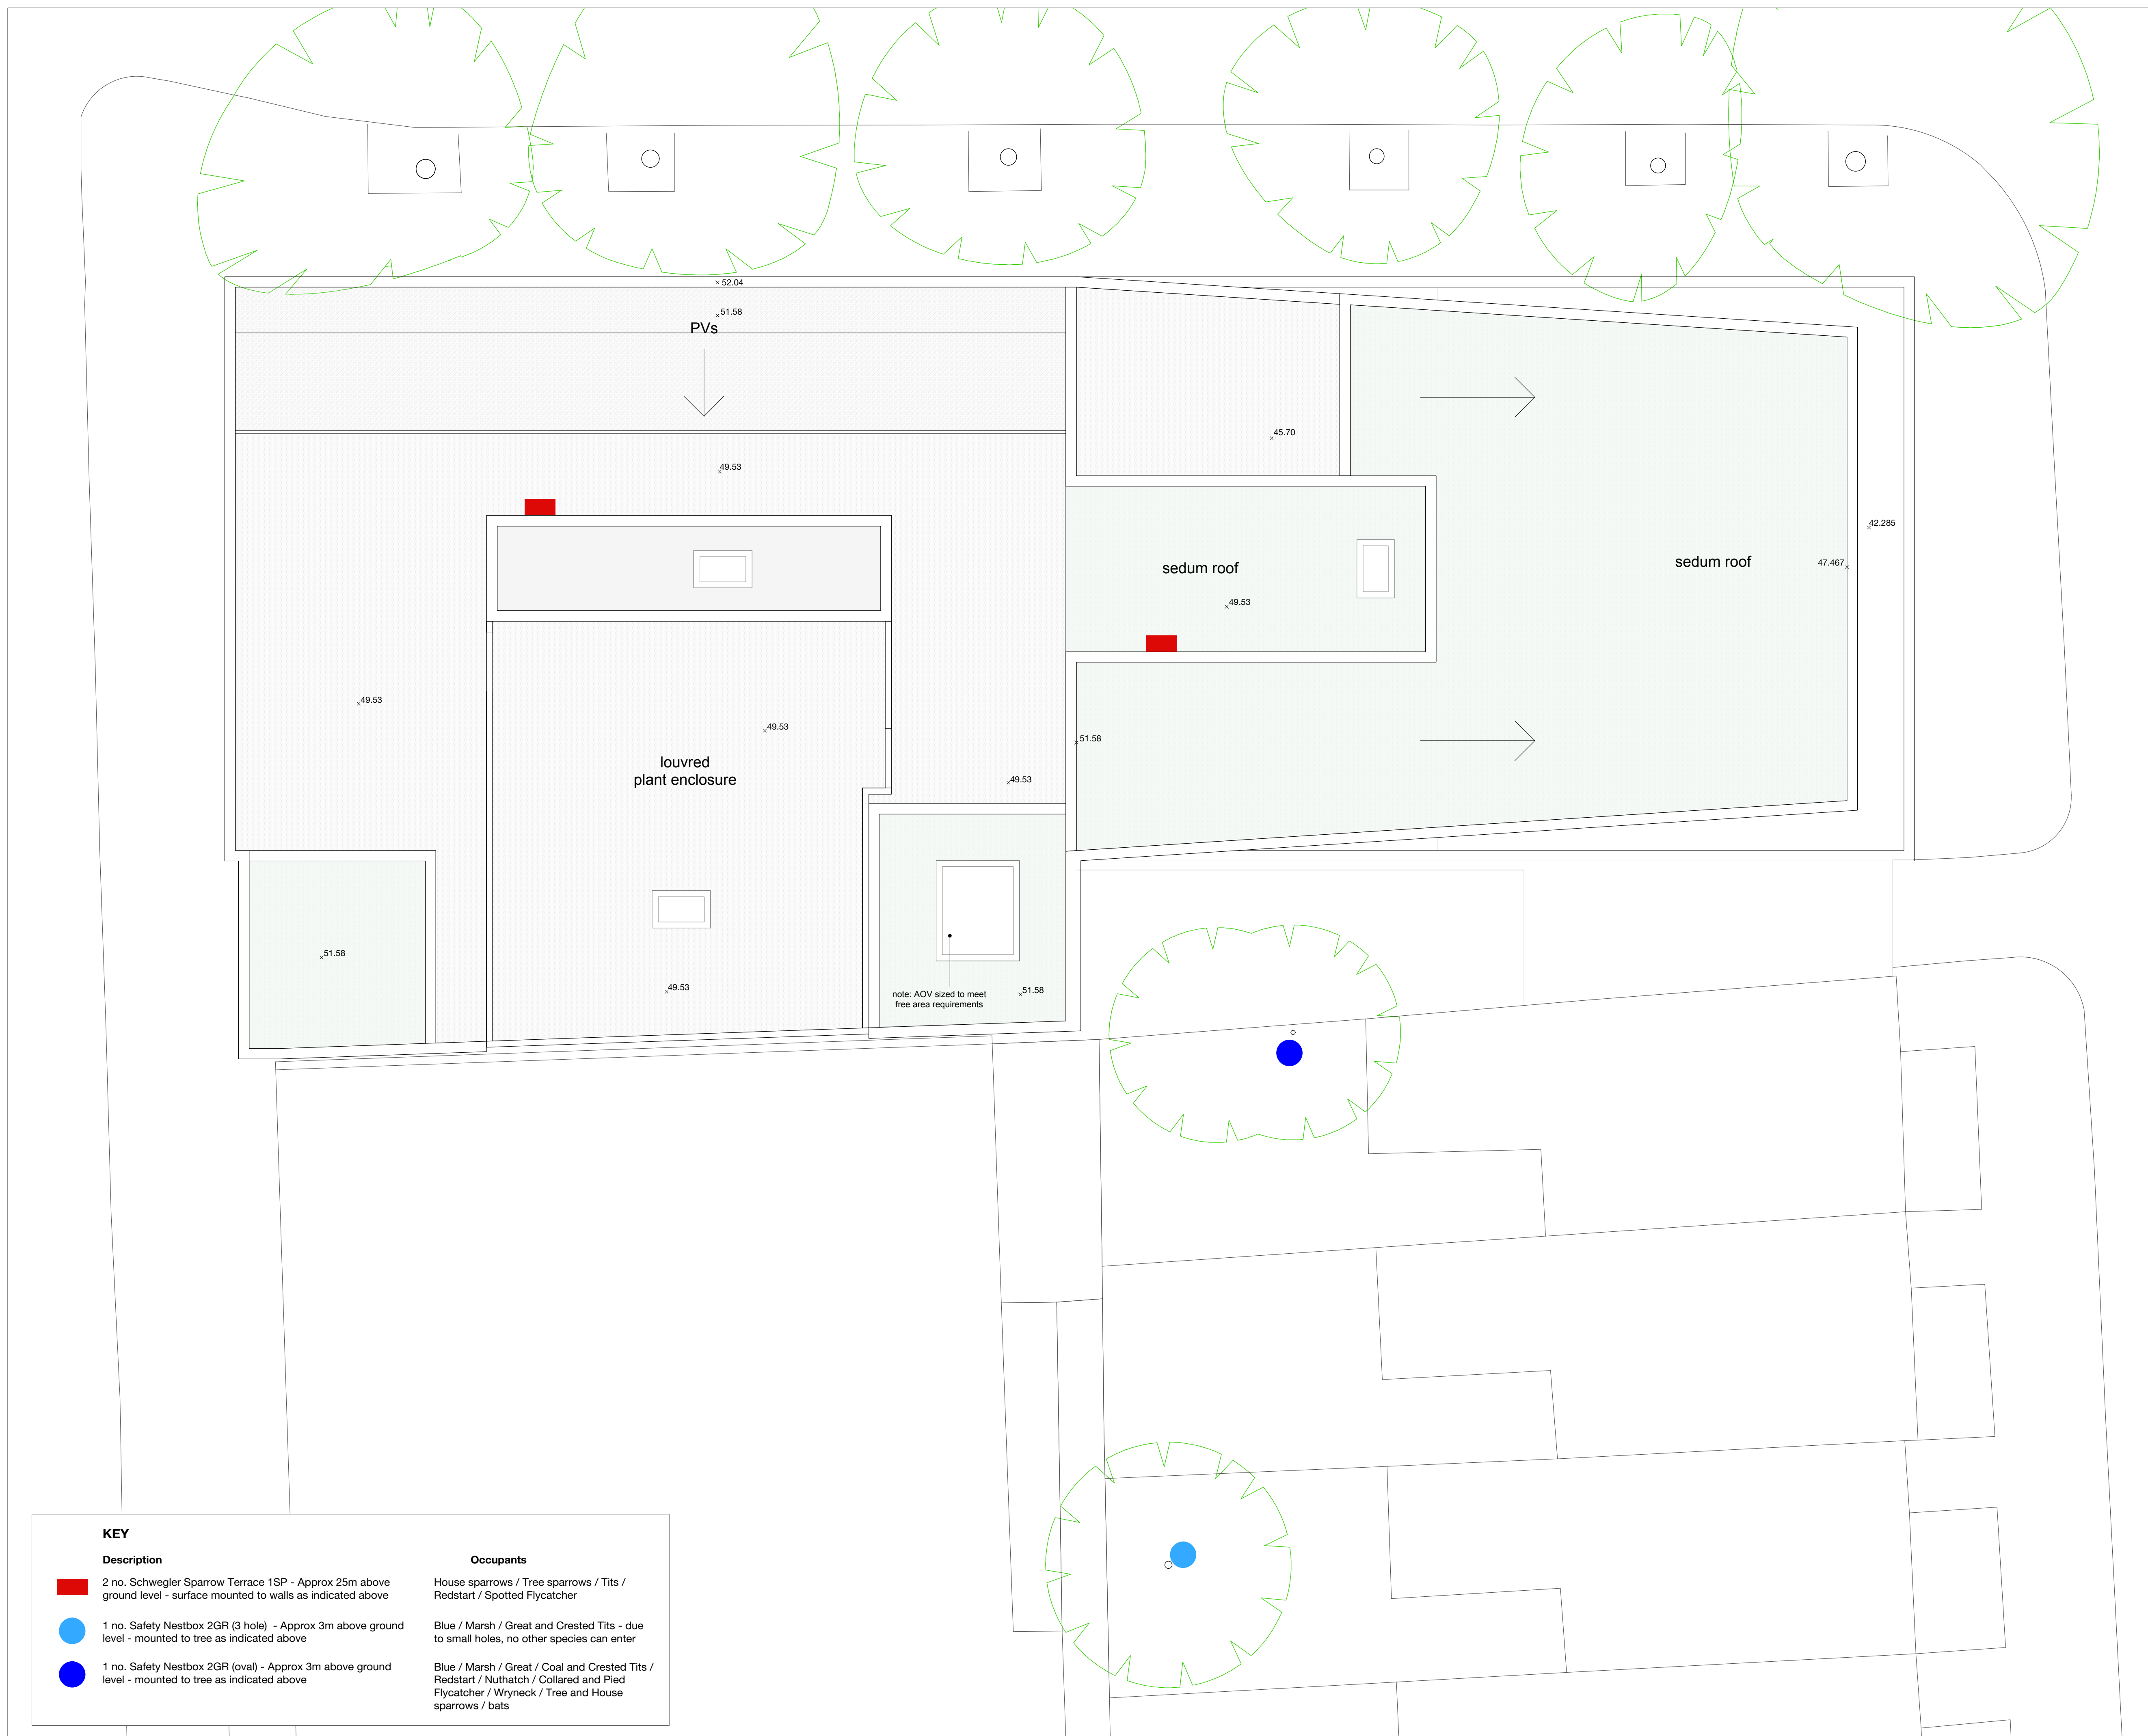 52.04
51.58
PVs
45.70
49.53
42.285
sedum roof
47.467
sedum roof
49.53
49.53
49.53
51.58
louvred
plant enclosure
49.53
51.58
49.53
note: AOV sized to meet
free area requirements
51.58
KEY
Description
Occupants
2 no. Schwegler Sparrow Terrace 1SP - Approx 25m above
ground level - surface mounted to walls as indicated above
House sparrows / Tree sparrows / Tits /
Redstart / Spotted Flycatcher
1 no. Safety Nestbox 2GR (3 hole) - Approx 3m above ground
level - mounted to tree as indicated above
Blue / Marsh / Great and Crested Tits - due
to small holes, no other species can enter
1 no. Safety Nestbox 2GR (oval) - Approx 3m above ground
level - mounted to tree as indicated above
Blue / Marsh / Great / Coal and Crested Tits /
Redstart / Nuthatch / Collared and Pied
Flycatcher / Wryneck / Tree and House
sparrows / bats